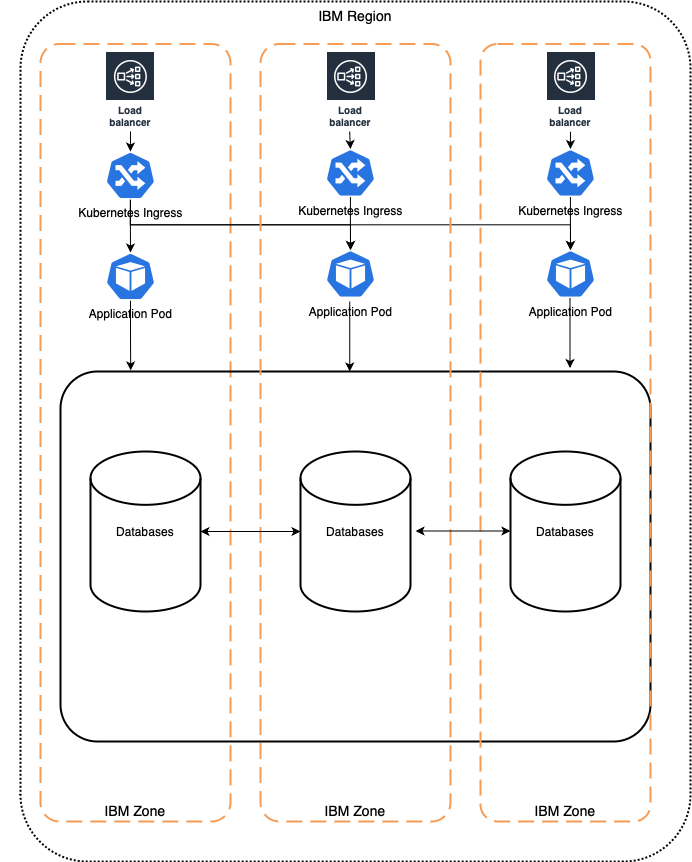 IBM Region
Load
balancer
Load
balancer
Load
balancer
Kubernetes Ingress
Kubernetes Ingress
Kubernetes Ingress
Application Pod
Application Pod
Application Pod
Databases
Databases
Databases
IBM Zone
IBM Zone
IBM Zone